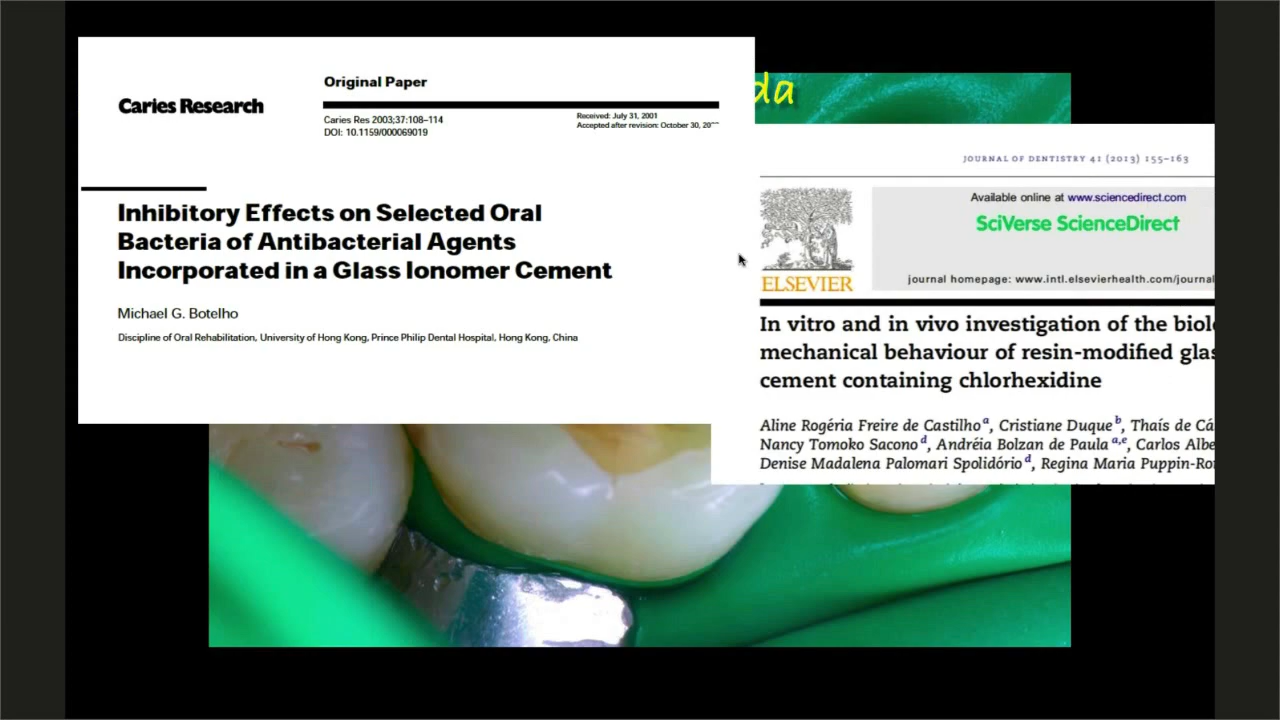 Original Paper
Caries Research
Caries Res 2003;37:108–114
DOI: 10.1159/000069019
Received: July 31, 2001
Accepted after revision: October 30,
Inhibitory Effects on Selected Oral
Bacteria of Antibacterial Agents
Incorporated in a Glass Ionomer Cement
Michael G. Botelho
Discipline of Oral Rehabilitation, University of Hong Kong, Prince Philip Dental Hospital, Hong Kong, China
da
JOURNAL OF DENTISTRY 41 (2013) 155–163
Available online at www.sciencedirect.com
SciVerse ScienceDirect
ELSEVIER
journal homepage: www.intl.elsevierhealth.com/journal
In vitro and in vivo investigation of the biol
mechanical behaviour of resin-modified glas
cement containing chlorhexidine
Aline Rogéria Freire de Castilho a, Cristiane Duque b, Thaís de Cá
Nancy Tomoko Sacono d, Andréia Bolzan de Paula a,e, Carlos Albe
Denise Madalena Palomari Spolidório d, Regina Maria Puppin-Ro